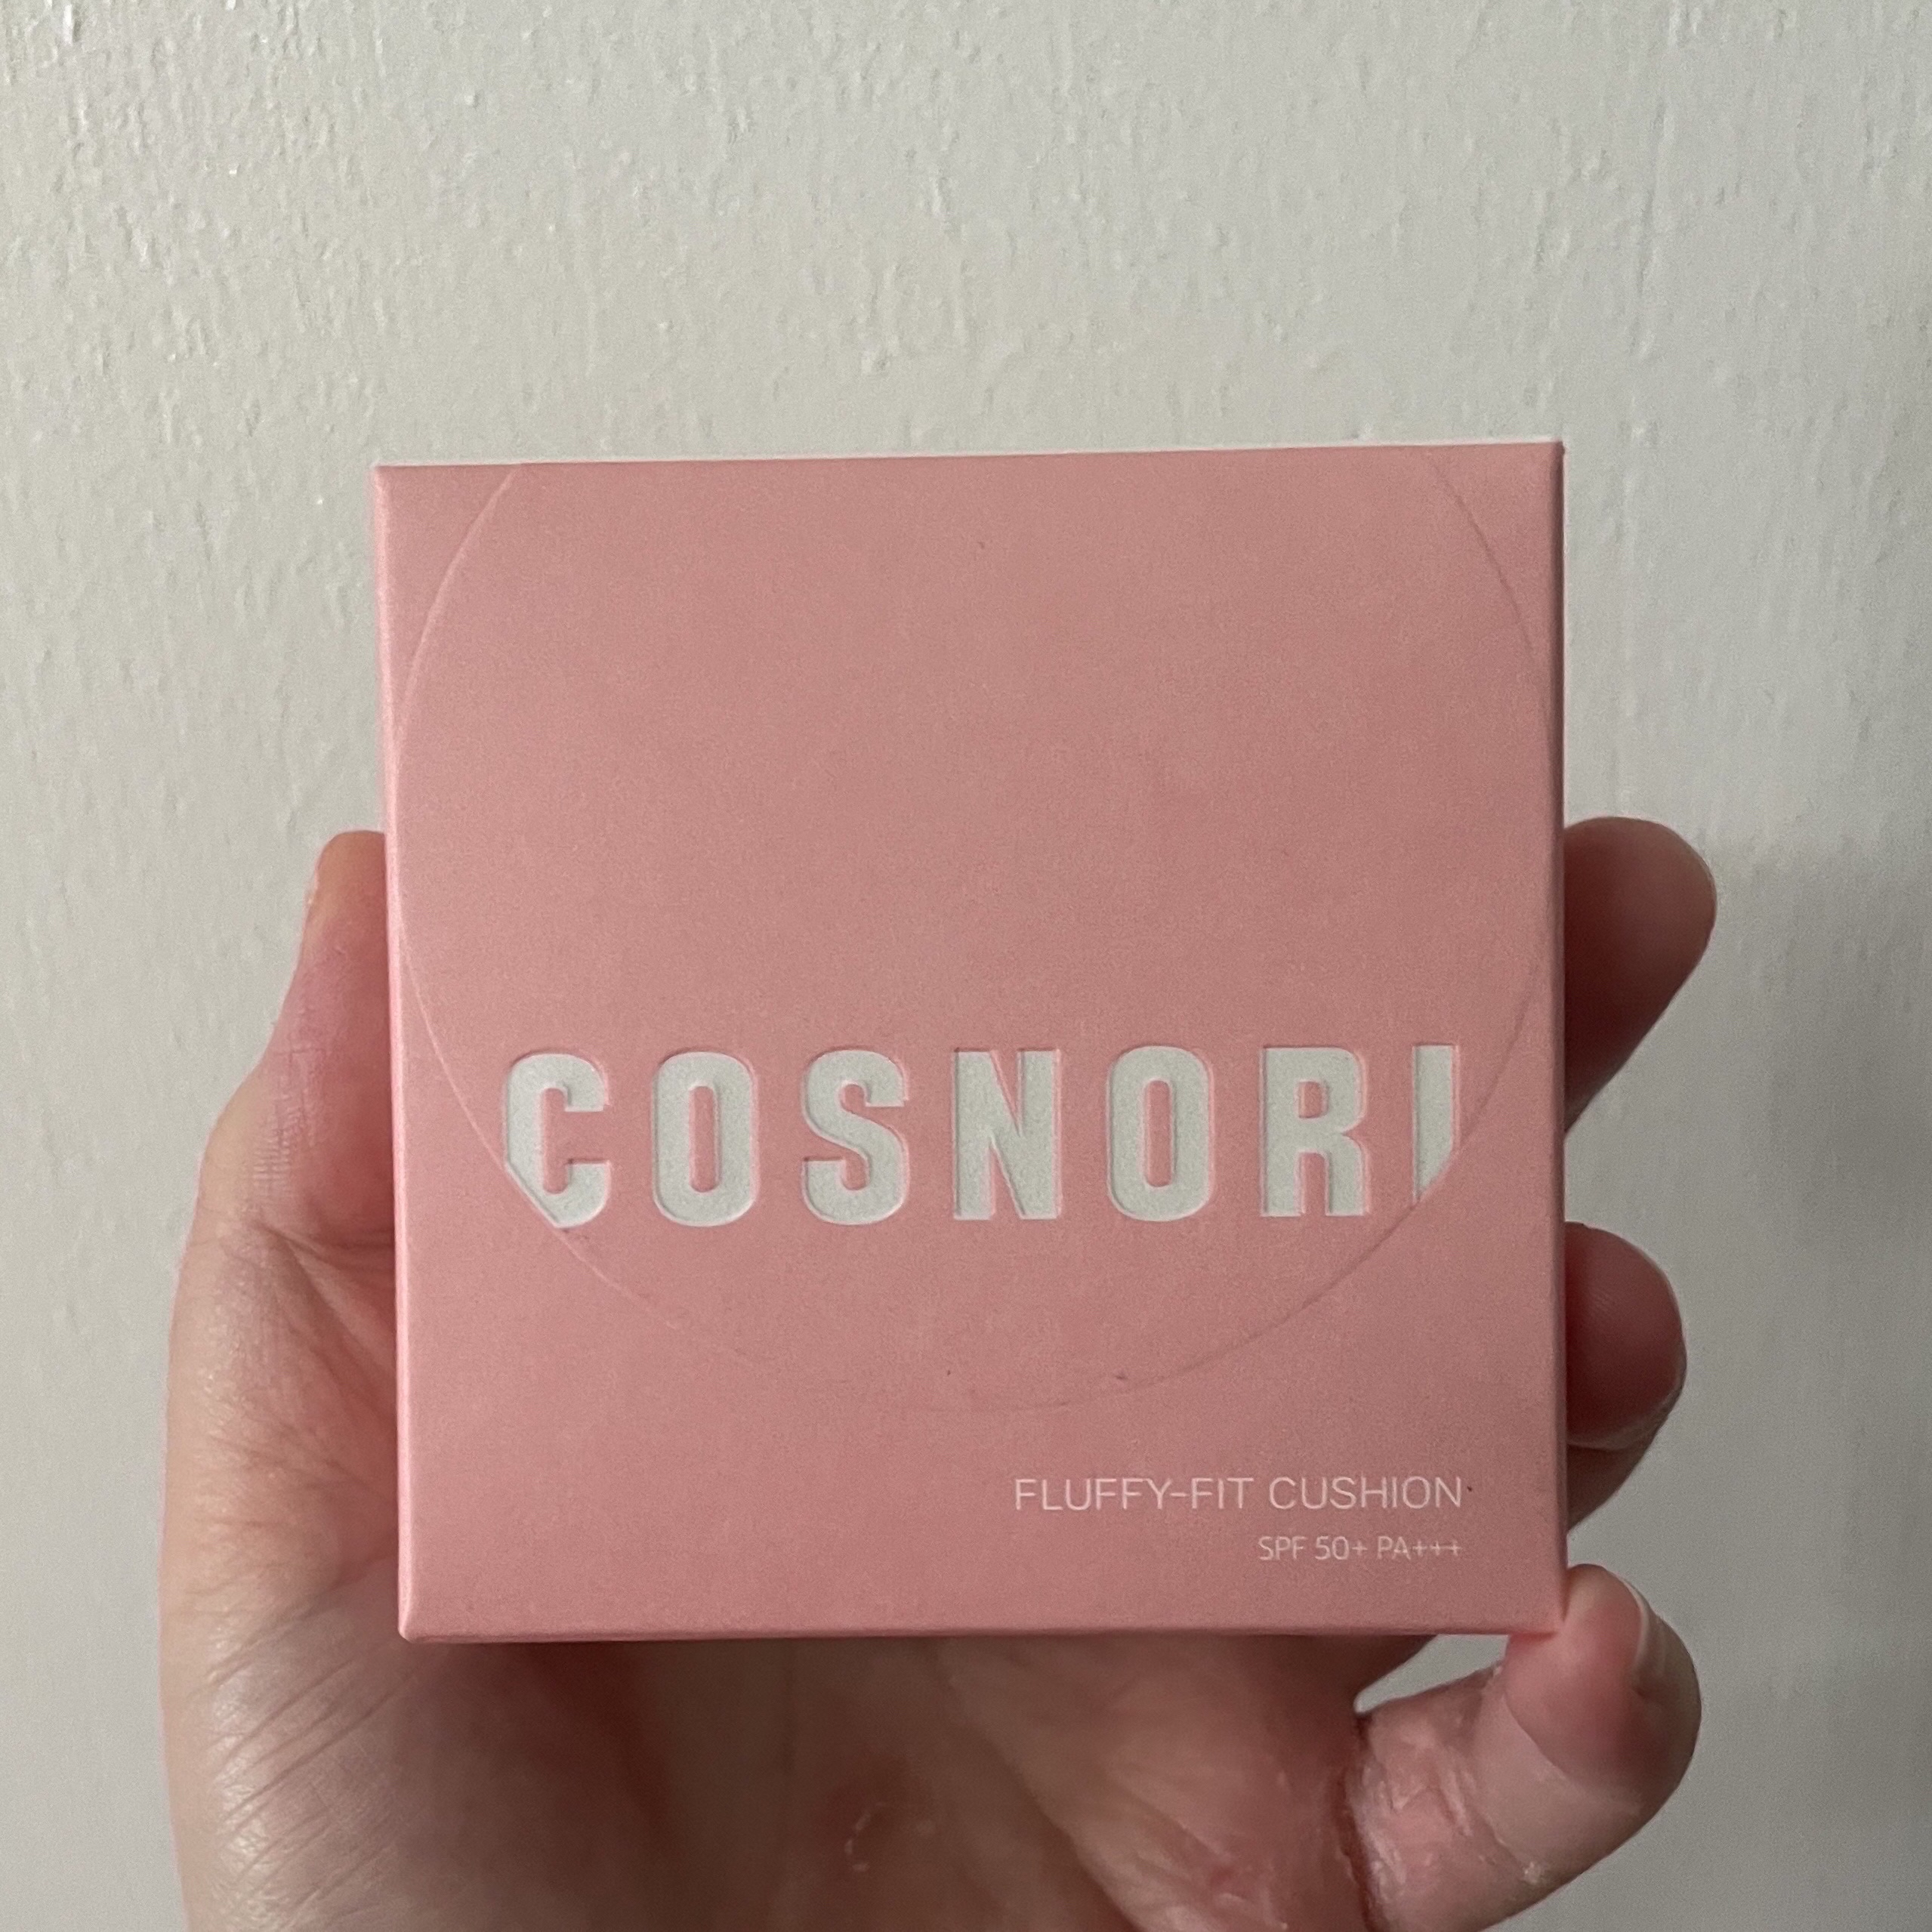 COSNORI
FLUFFY-FIT CUSHION
SPF 50+ PA+++